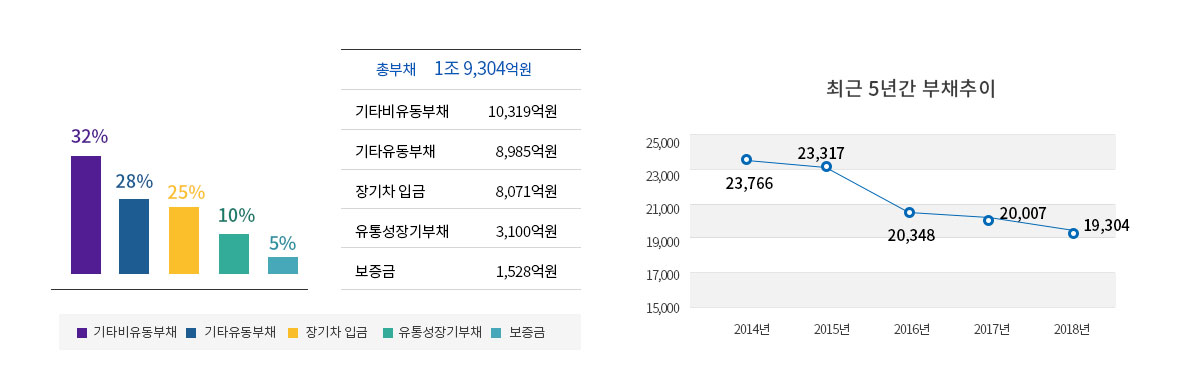 32%
28%
25%
10%
5%
총부채 1조 9,304억원
기타비유동부채 10,319억원
기타유동부채 8,985억원
장기차 입금 8,071억원
유통성장기부채 3,100억원
보증금 1,528억원
기타비유동부채 기타유동부채 장기차 입금 유통성장기부채 보증금
최근 5년간 부채추이
25,000
23,000
21,000
19,000
17,000
15,000
23,766
23,317
20,348
20,007
19,304
2014년 2015년 2016년 2017년 2018년